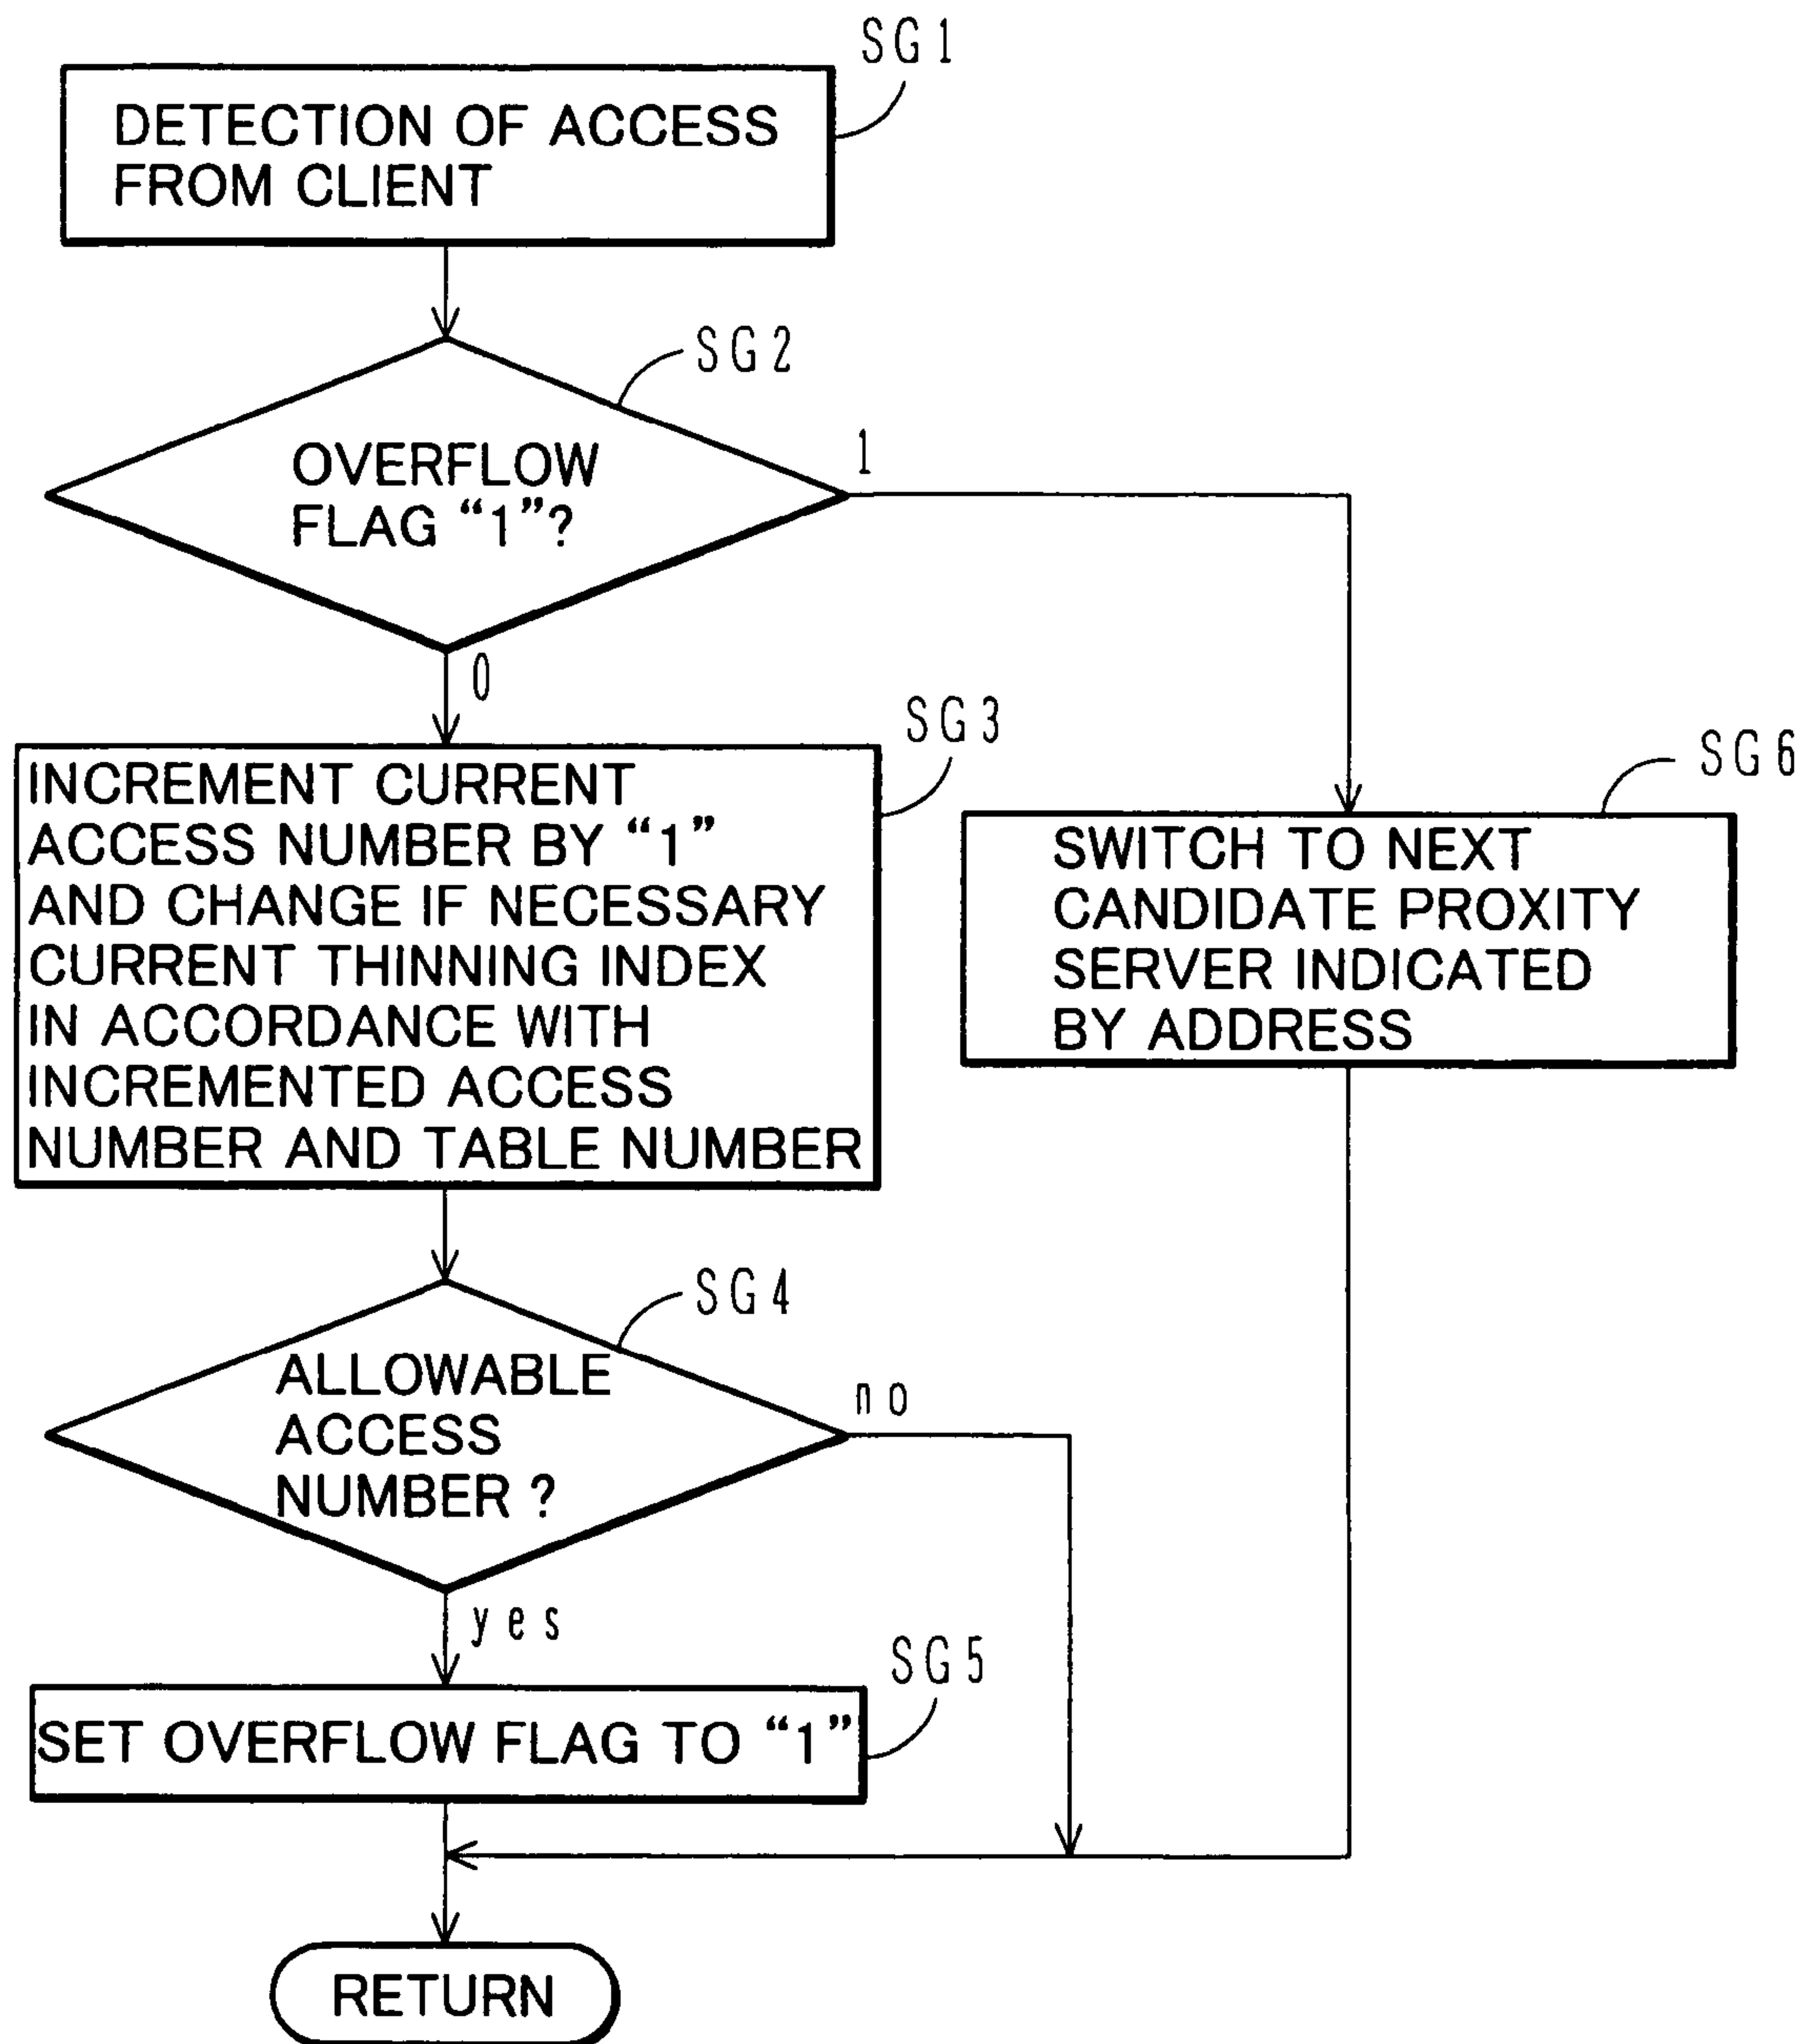 SG1
DETECTION OF ACCESS
FROM CLIENT
SG2
OVERFLOW
FLAG “1”?
1
0
SG3
INCREMENT CURRENT
ACCESS NUMBER BY “1”
AND CHANGE IF NECESSARY
CURRENT THINNING INDEX
IN ACCORDANCE WITH
INCREMENTED ACCESS
NUMBER AND TABLE NUMBER
SG6
SWITCH TO NEXT
CANDIDATE PROXITY
SERVER INDICATED
BY ADDRESS
SG4
ALLOWABLE
ACCESS
NUMBER ?
no
yes
SG5
SET OVERFLOW FLAG TO “1”
RETURN